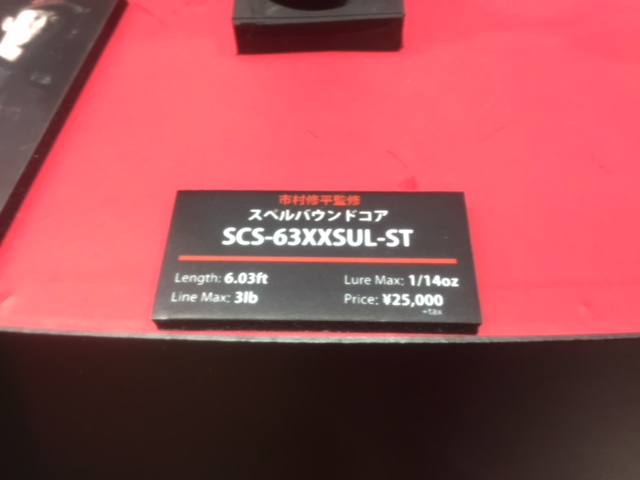 市村修平監修
スペルバウンドコア
SCS-63XXSUL-ST
Length: 6.03ft Lure Max: 1/14oz
Line Max: 3lb Price: ¥25,000
+tax